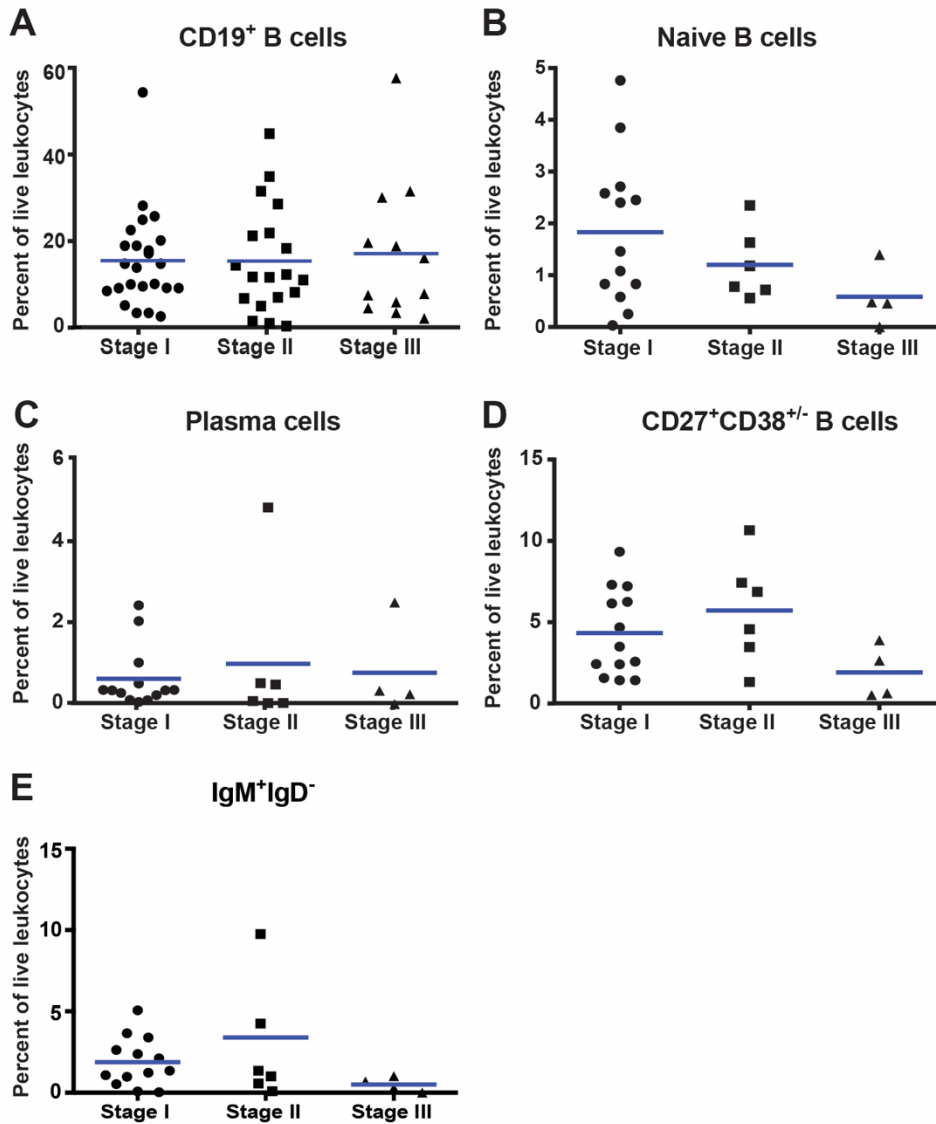 A
CD19⁺ B cells
Percent of live leukocytes
60
40
20
0
Stage I
Stage II
Stage III
B
Naive B cells
Percent of live leukocytes
5
4
3
2
1
0
Stage I
Stage II
Stage III
C
Plasma cells
Percent of live leukocytes
6
4
2
0
Stage I
Stage II
Stage III
D
CD27⁺CD38⁺/⁻ B cells
Percent of live leukocytes
15
10
5
0
Stage I
Stage II
Stage III
E
IgM⁺IgD⁻
Percent of live leukocytes
15
10
5
0
Stage I
Stage II
Stage III